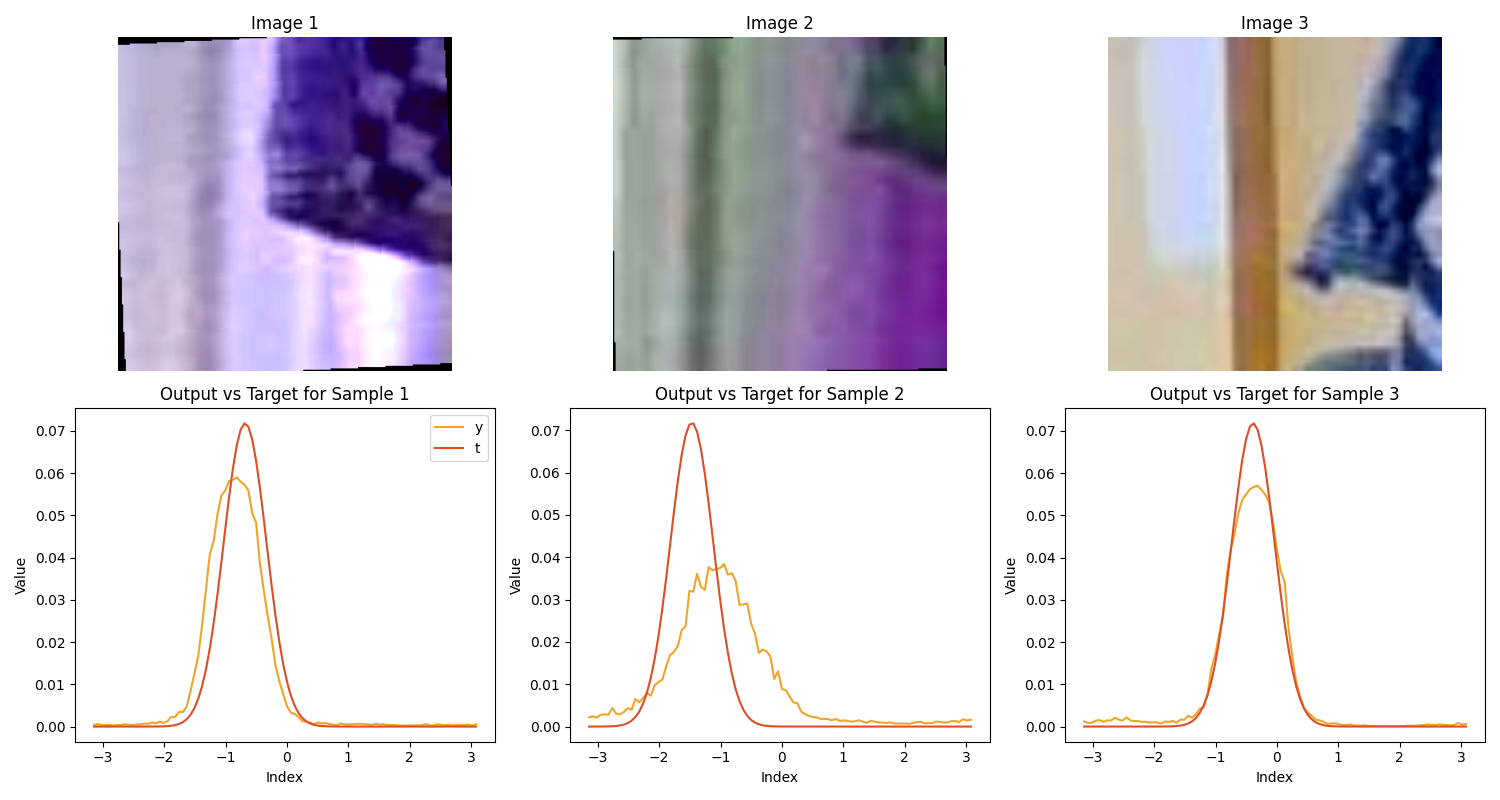 Image 1
Image 2
Image 3
Output vs Target for Sample 1
Output vs Target for Sample 2
Output vs Target for Sample 3
Value
0.07
0.06
0.05
0.04
0.03
0.02
0.01
0.00
−3 −2 −1 0 1 2 3
Index
y
t
Value
0.07
0.06
0.05
0.04
0.03
0.02
0.01
0.00
−3 −2 −1 0 1 2 3
Index
Value
0.07
0.06
0.05
0.04
0.03
0.02
0.01
0.00
−3 −2 −1 0 1 2 3
Index